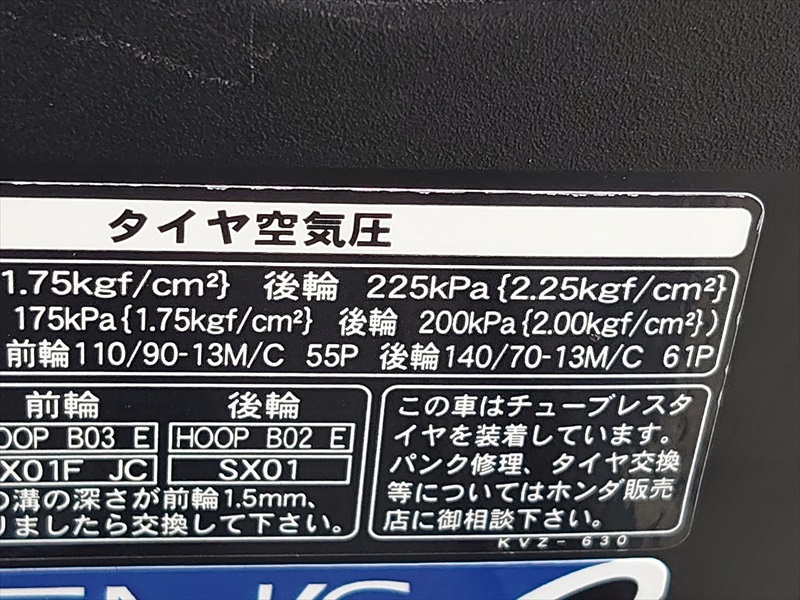 タイヤ空気圧
1.75kgf/cm²} 後輪 225kPa{2.25kgf/cm²}
175kPa{1.75kgf/cm²} 後輪 200kPa{2.00kgf/cm²})
前輪110/90-13M/C 55P 後輪140/70-13M/C 61P
前輪 後輪
OOP B03 E HOOP B02 E
X01F JC SX01
の溝の深さが前輪1.5mm、
りましたら交換して下さい。
この車はチューブレスタ
イヤを装着しています。
パンク修理、タイヤ交換
等についてはホンダ販売
店に御相談下さい。
KVZ-630